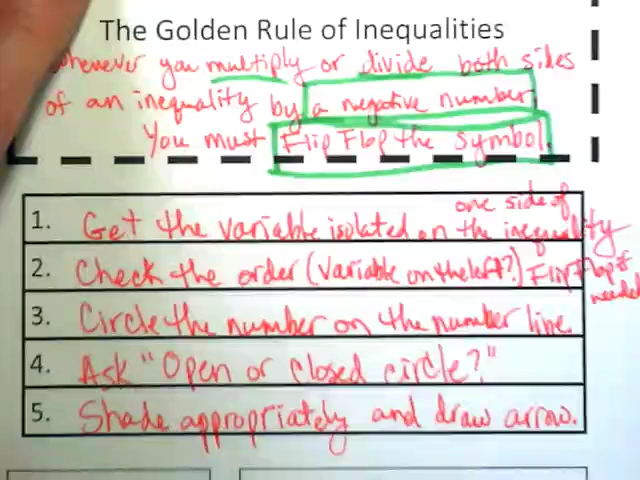 The Golden Rule of Inequalities
whenever you multiply or divide both sides
of an inequality by a negative number
You must Flip Flop the symbol.
1. Get the variable isolated on one side of the inequality
2. Check the order (variable on the left?) Flip Flop if needed
3. Circle the number on the number line.
4. Ask "Open or closed circle?"
5. Shade appropriately and draw arrow.